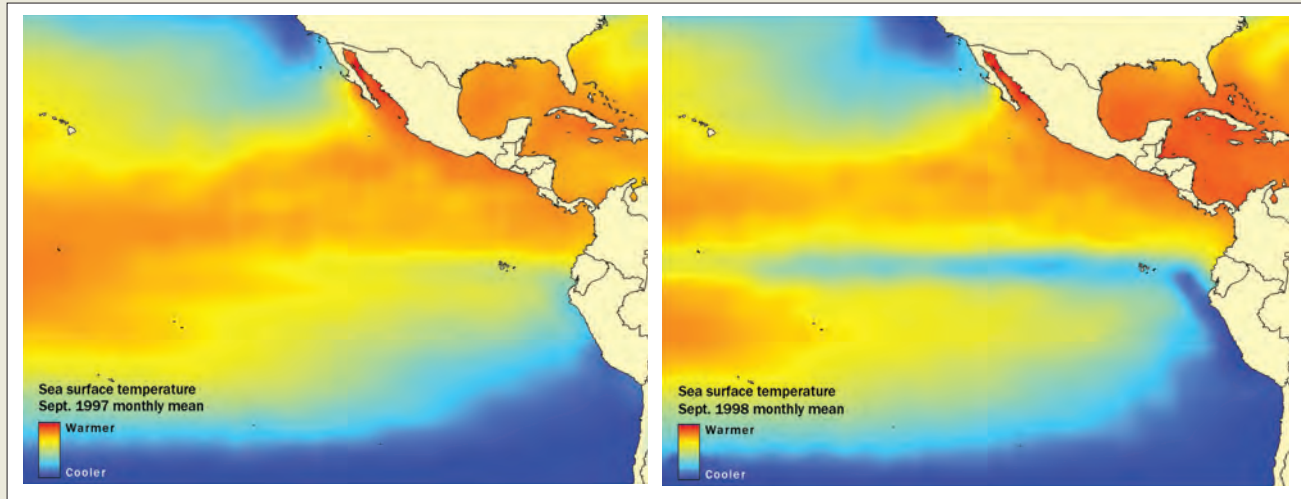 Sea surface temperature
Sept. 1997 monthly mean
Warmer
Cooler
Sea surface temperature
Sept. 1998 monthly mean
Warmer
Cooler